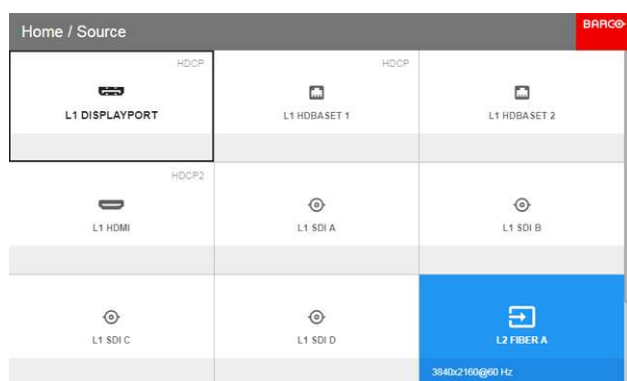 Home / Source
BARCO
HDCP
HDCP
L1 DISPLAYPORT
L1 HDBASET 1
L1 HDBASET 2
HDCP2
L1 HDMI
L1 SDI A
L1 SDI B
L1 SDI C
L1 SDI D
L2 FIBER A
3840x2160@60 Hz